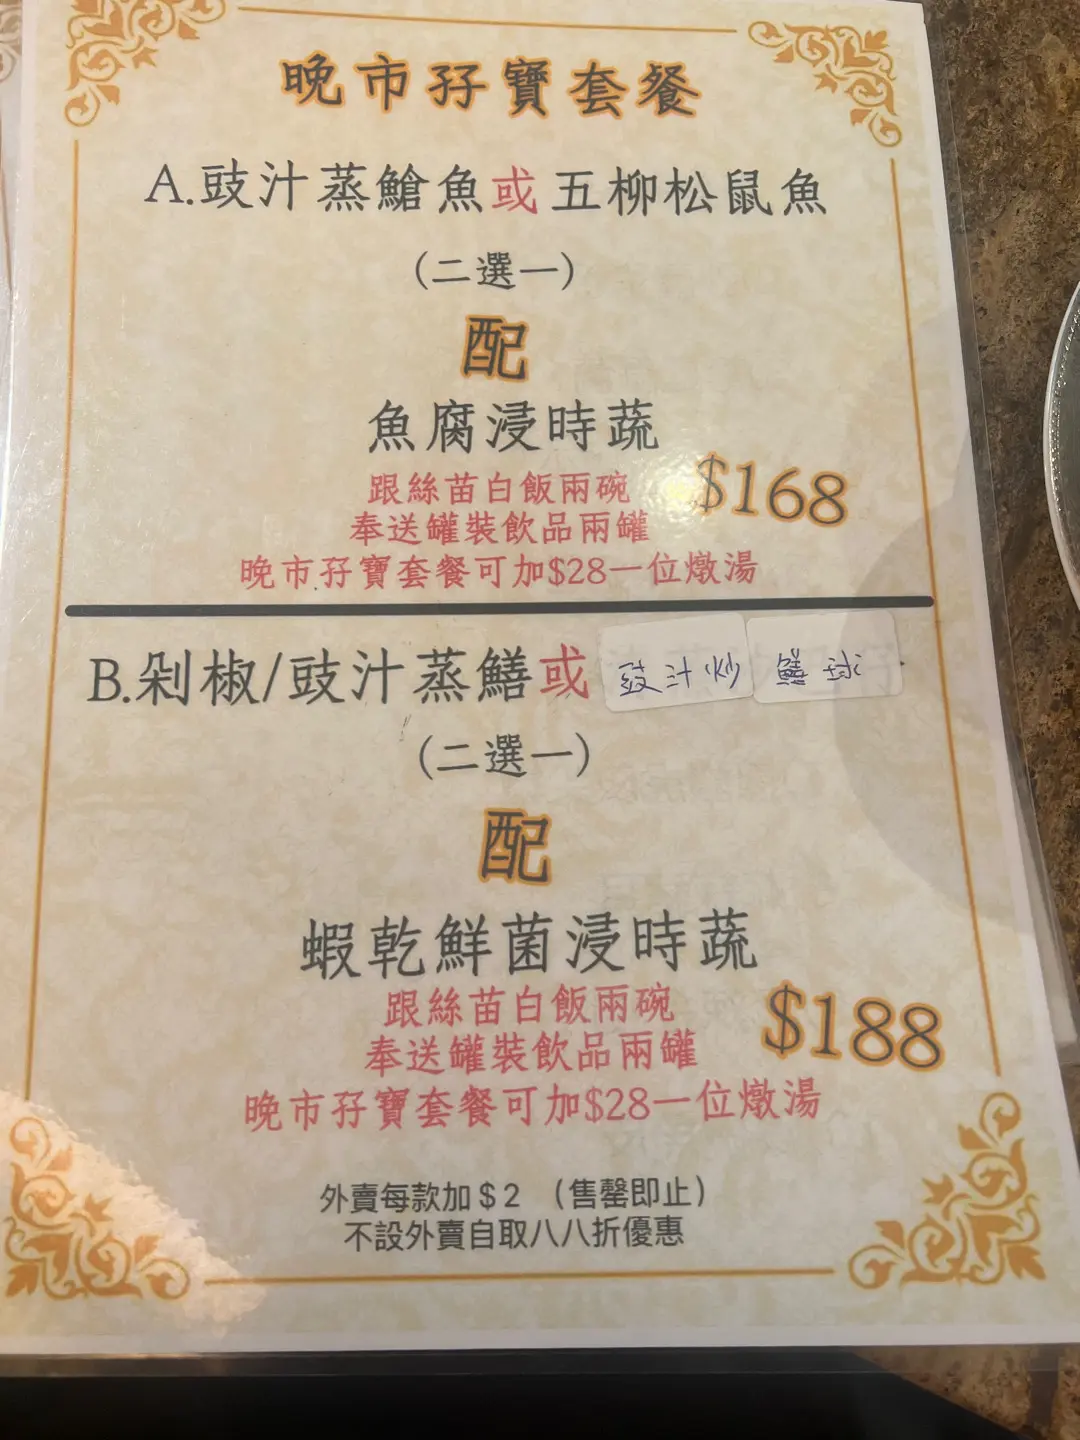 晚市孖寶套餐
A.豉汁蒸鯧魚或五柳松鼠魚
(二選一)
配
魚腐浸時蔬
跟絲苗白飯兩碗
$168
奉送罐裝飲品兩罐
晚市孖寶套餐可加$28一位燉湯
B.剁椒/豉汁蒸鱔或 豉汁炒 鱔球
(二選一)
配
蝦乾鮮菌浸時蔬
跟絲苗白飯兩碗
$188
奉送罐裝飲品兩罐
晚市孖寶套餐可加$28一位燉湯
外賣每款加$2 (售罄即止)
不設外賣自取八八折優惠